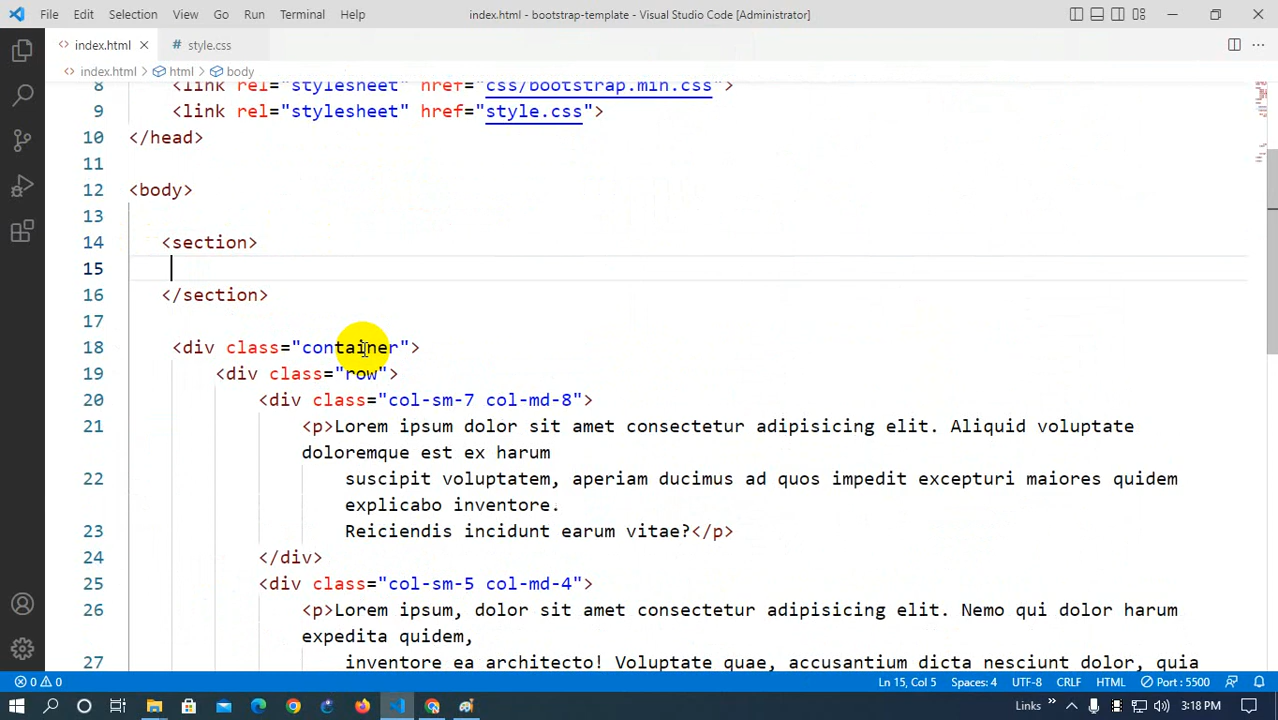 File Edit Selection View Go Run Terminal Help index.html - bootstrap-template - Visual Studio Code [Administrator]
<> index.html × # style.css
<> index.html > html > body
8 <link rel="stylesheet" href="css/bootstrap.min.css">
9 <link rel="stylesheet" href="style.css">
10 </head>
11
12 <body>
13
14 <section>
15
16 </section>
17
18 <div class="container">
19 <div class="row">
20 <div class="col-sm-7 col-md-8">
21 <p>Lorem ipsum dolor sit amet consectetur adipisicing elit. Aliquid voluptate
doloremque est ex harum
22 suscipit voluptatem, aperiam ducimus ad quos impedit excepturi maiores quidem
explicabo inventore.
23 Reiciendis incidunt earum vitae?</p>
24 </div>
25 <div class="col-sm-5 col-md-4">
26 <p>Lorem ipsum, dolor sit amet consectetur adipisicing elit. Nemo qui dolor harum
expedita quidem,
27 inventore ea architecto! Voluptate quae, accusantium dicta nesciunt dolor, quia
0 0 Ln 15, Col 5 Spaces: 4 UTF-8 CRLF HTML Port : 5500
Links 3:18 PM